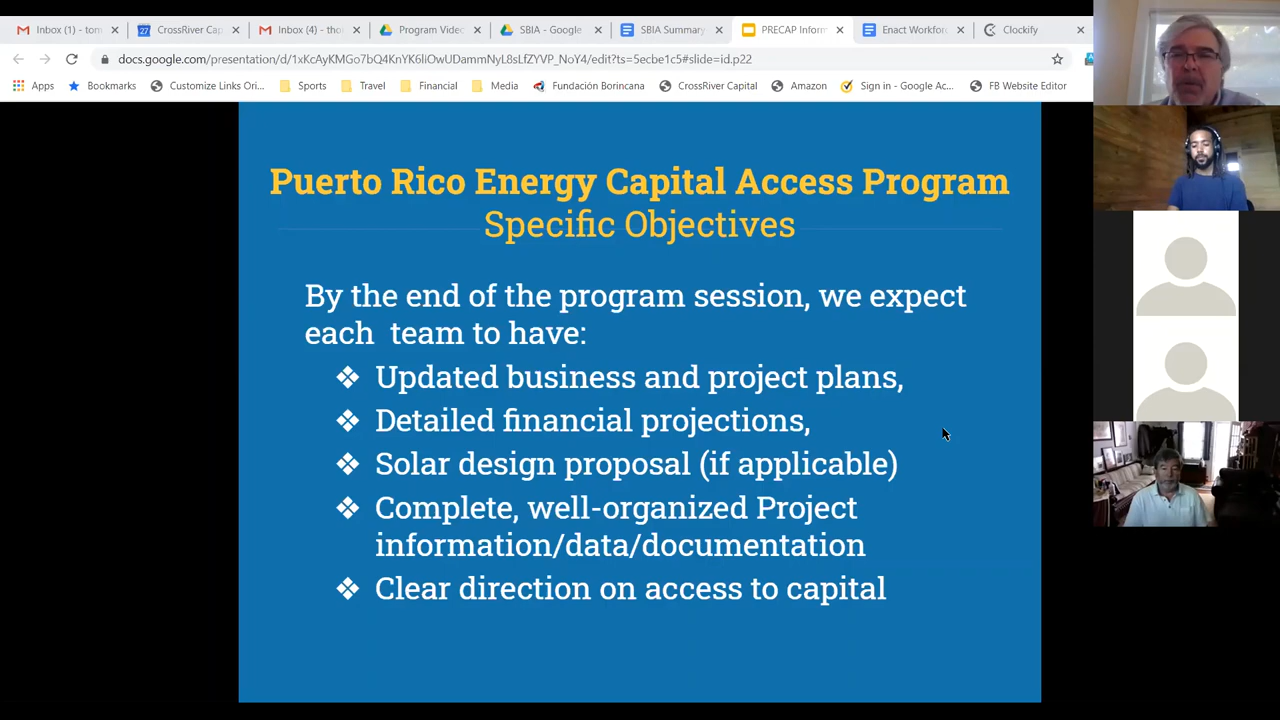 Inbox (1) - tom
CrossRiver Cap
Inbox (4) - tho
Program Video
SBIA - Google
SBIA Summary
PRECAP Inform
Enact Workfor
Clockify
27
docs.google.com/presentation/d/1xKcAyKMGo7bQ4KnYK6liOwUDanimNyL8sLfZYVP_NoY4/edit?ts=5ecbe1c5#slide=id.p22
Apps
Bookmarks
Customize Links Ori...
Sports
Travel
Financial
Media
Fundación Borincana
CrossRiver Capital
Amazon
Sign in - Google Ac...
FB Website Editor
Puerto Rico Energy Capital Access Program
Specific Objectives
By the end of the program session, we expect
each team to have:
❖ Updated business and project plans,
❖ Detailed financial projections,
❖ Solar design proposal (if applicable)
❖ Complete, well-organized Project
information/data/documentation
❖ Clear direction on access to capital